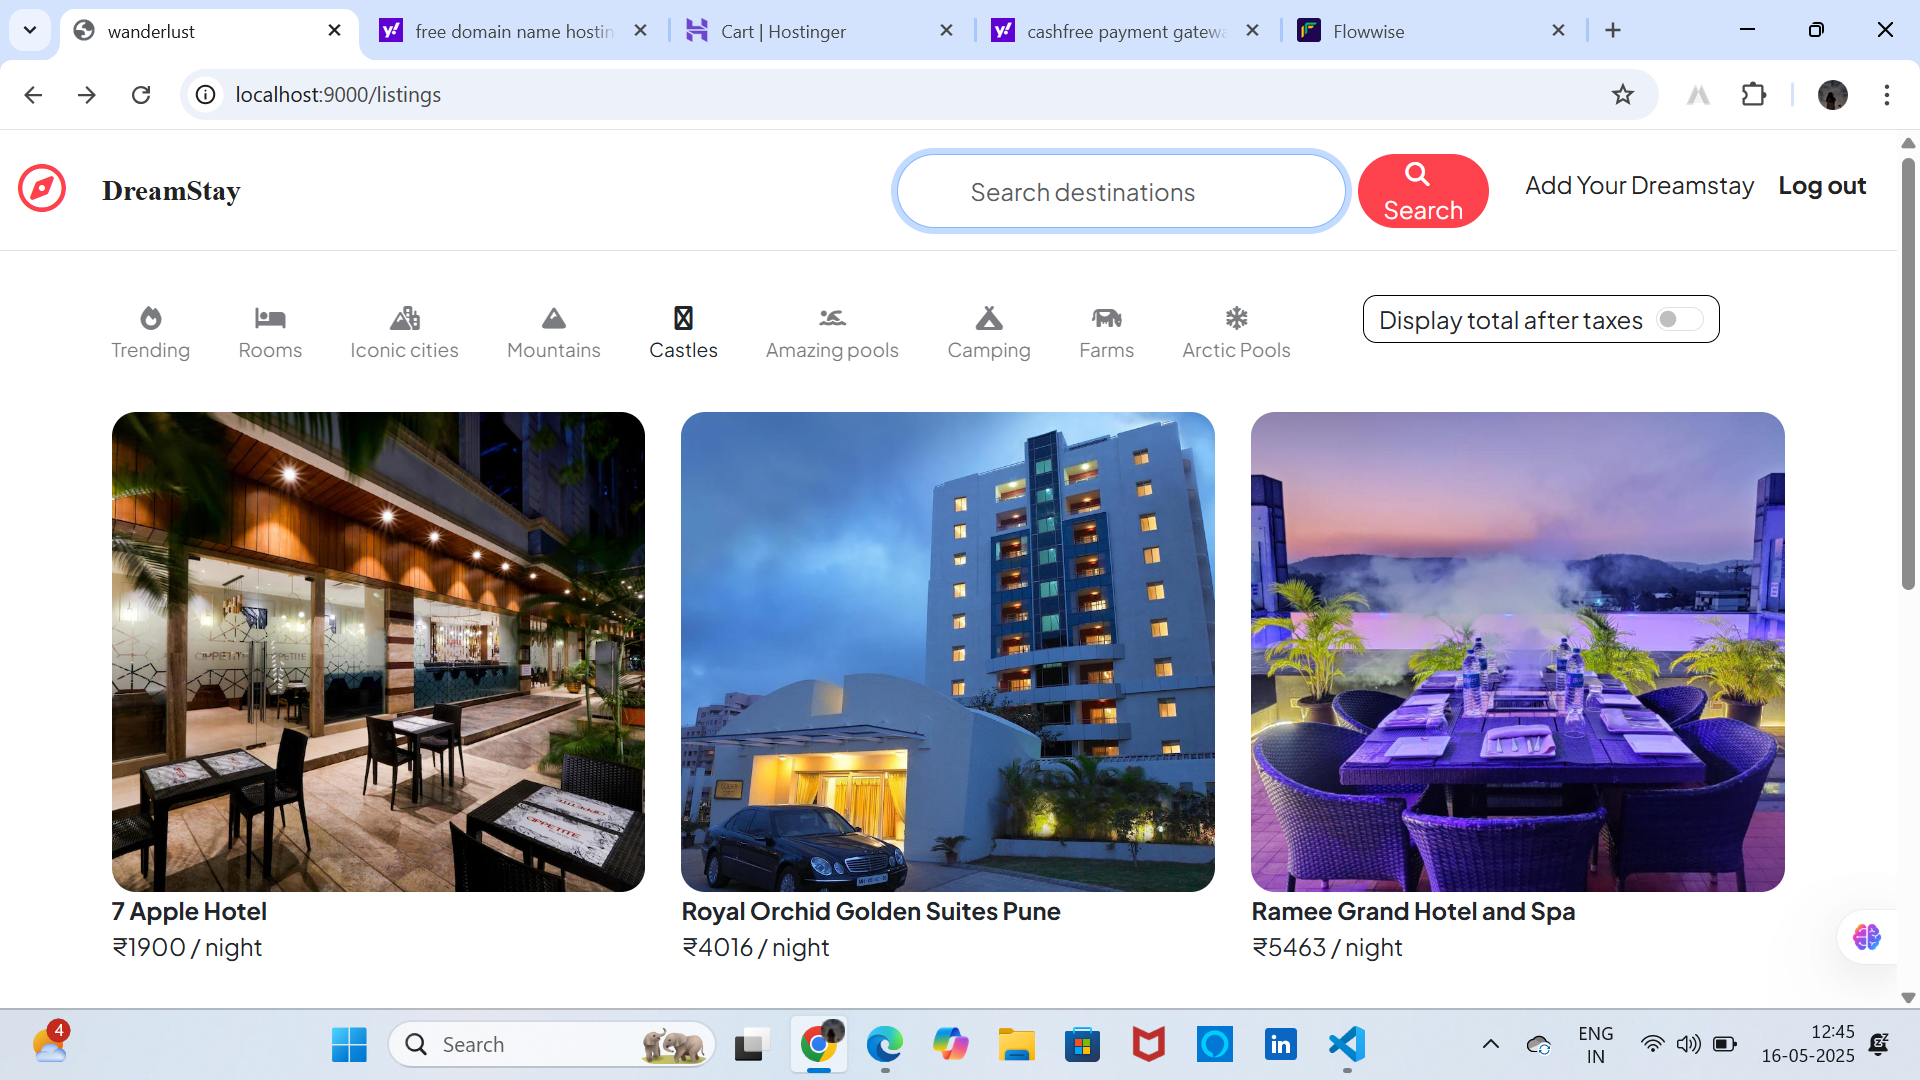 wanderlust
free domain name hostin
Cart | Hostinger
cashfree payment gatewa
Flowwise
localhost:9000/listings
DreamStay
Search destinations
Search
Add Your Dreamstay
Log out
Trending
Rooms
Iconic cities
Mountains
Castles
Amazing pools
Camping
Farms
Arctic Pools
Display total after taxes
APPETITE
7 Apple Hotel
₹1900 / night
Royal Orchid Golden Suites Pune
₹4016 / night
Ramee Grand Hotel and Spa
₹5463 / night
4
Search
ENG
IN
12:45
16-05-2025